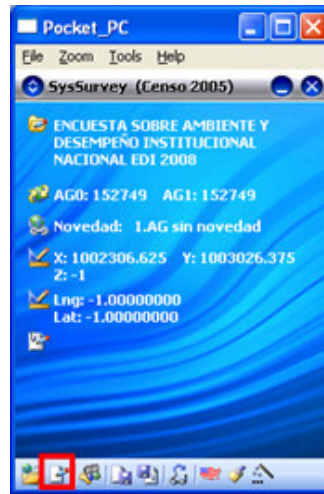 Pocket_PC
File Zoom Tools Help
SysSurvey (Censo 2005)
ENCUESTA SOBRE AMBIENTE Y
DESEMPEÑO INSTITUCIONAL
NACIONAL EDI 2008
AG0: 152749 AG1: 152749
Novedad: 1.AG sin novedad
X: 1002306.625 Y: 1003026.375
Z: -1
Lng: -1.00000000
Lat: -1.00000000